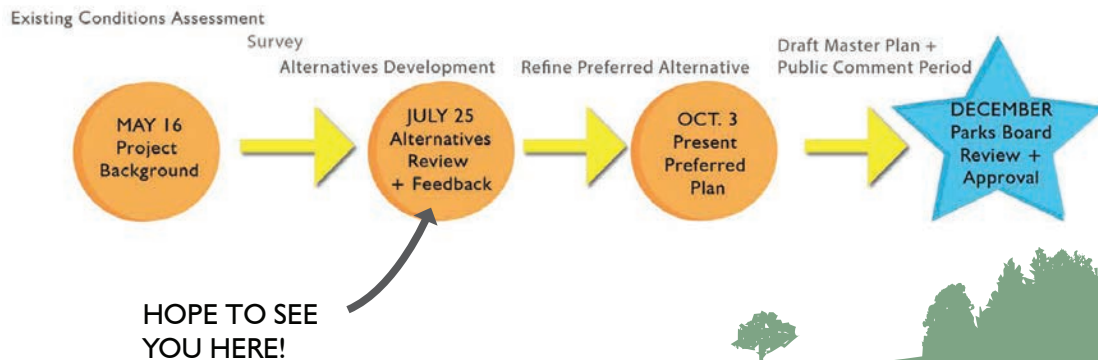 Existing Conditions Assessment
Survey
Alternatives Development
Refine Preferred Alternative
Draft Master Plan +
Public Comment Period
MAY 16
Project
Background
JULY 25
Alternatives
Review
+ Feedback
OCT. 3
Present
Preferred
Plan
DECEMBER
Parks Board
Review +
Approval
HOPE TO SEE
YOU HERE!